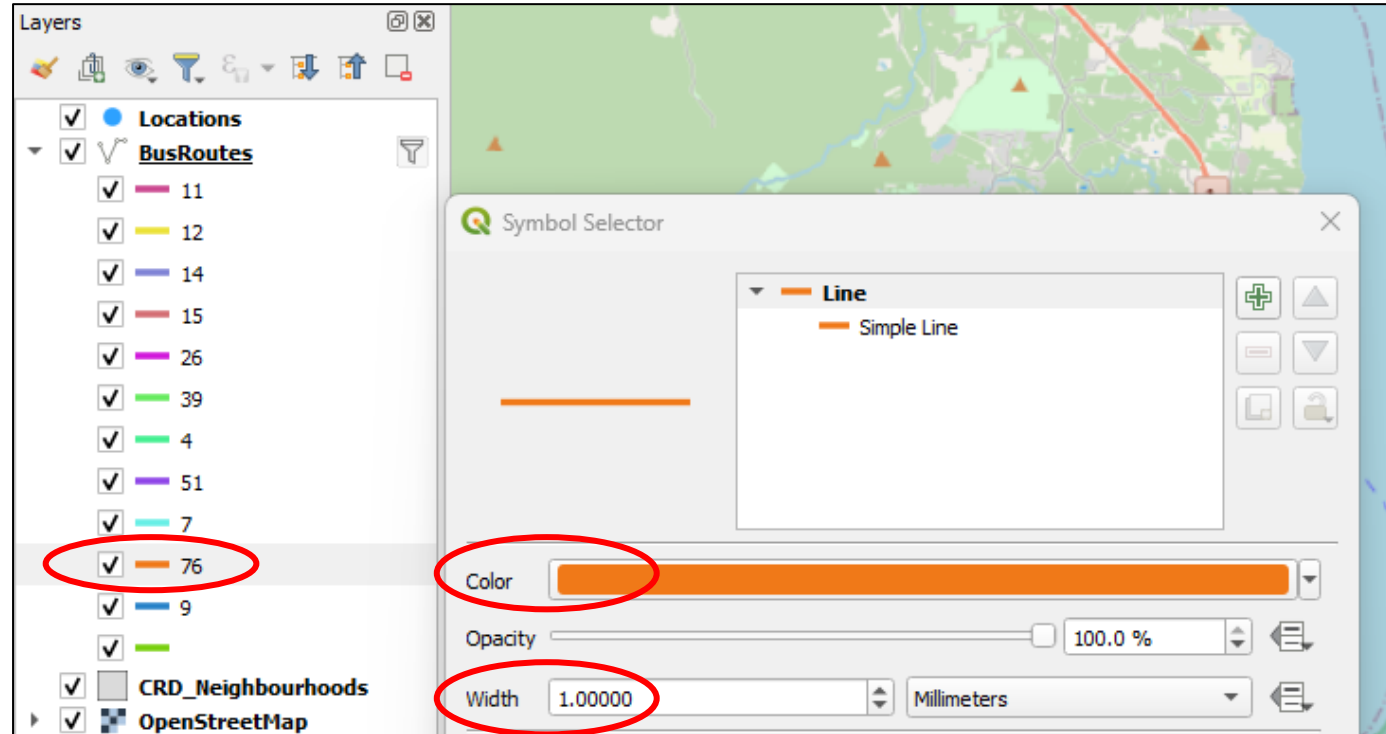 Layers
Locations
BusRoutes
11
12
14
15
26
39
4
51
7
76
9
CRD_Neighbourhoods
OpenStreetMap
Symbol Selector
Line
Simple Line
Color
Opacity 100.0 %
Width 1.00000 Millimeters